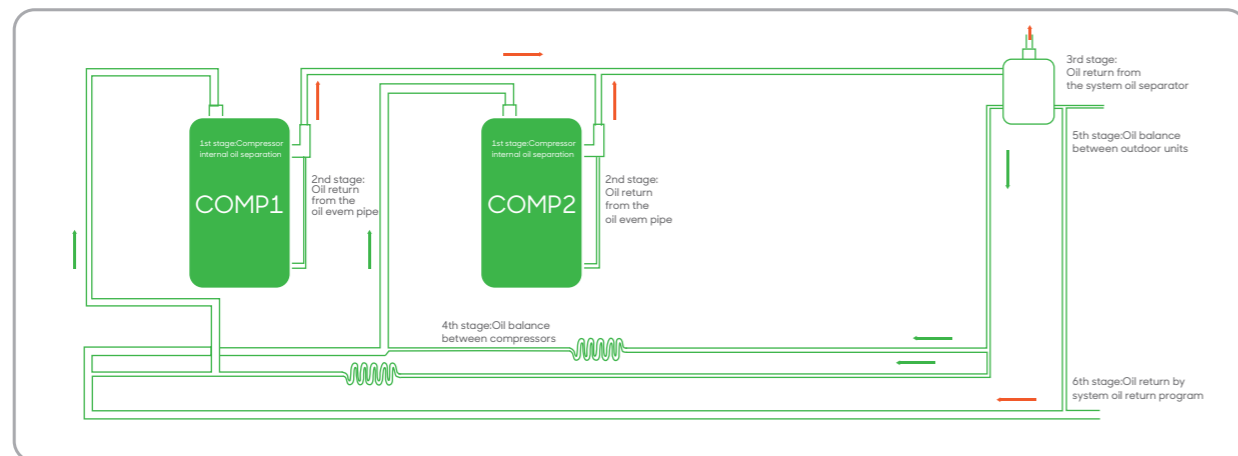 1st stage:Compressor
internal oil separation
COMP1
2nd stage:
Oil return
from the
oil evem pipe
1st stage:Compressor
internal oil separation
COMP2
2nd stage:
Oil return
from the
oil evem pipe
3rd stage:
Oil return from
the system oil separator
5th stage:Oil balance
between outdoor units
4th stage:Oil balance
between compressors
6th stage:Oil return by
system oil return program